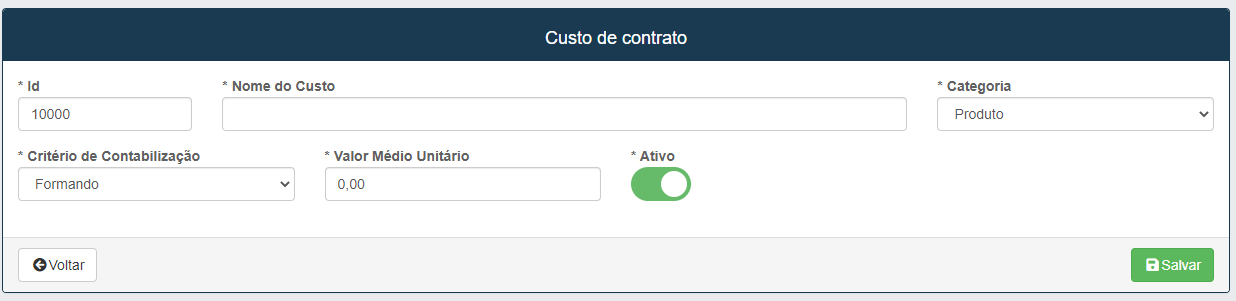 Custo de contrato
* Id * Nome do Custo * Categoria
10000 Produto
* Critério de Contabilização * Valor Médio Unitário * Ativo
Formando 0,00
Voltar Salvar